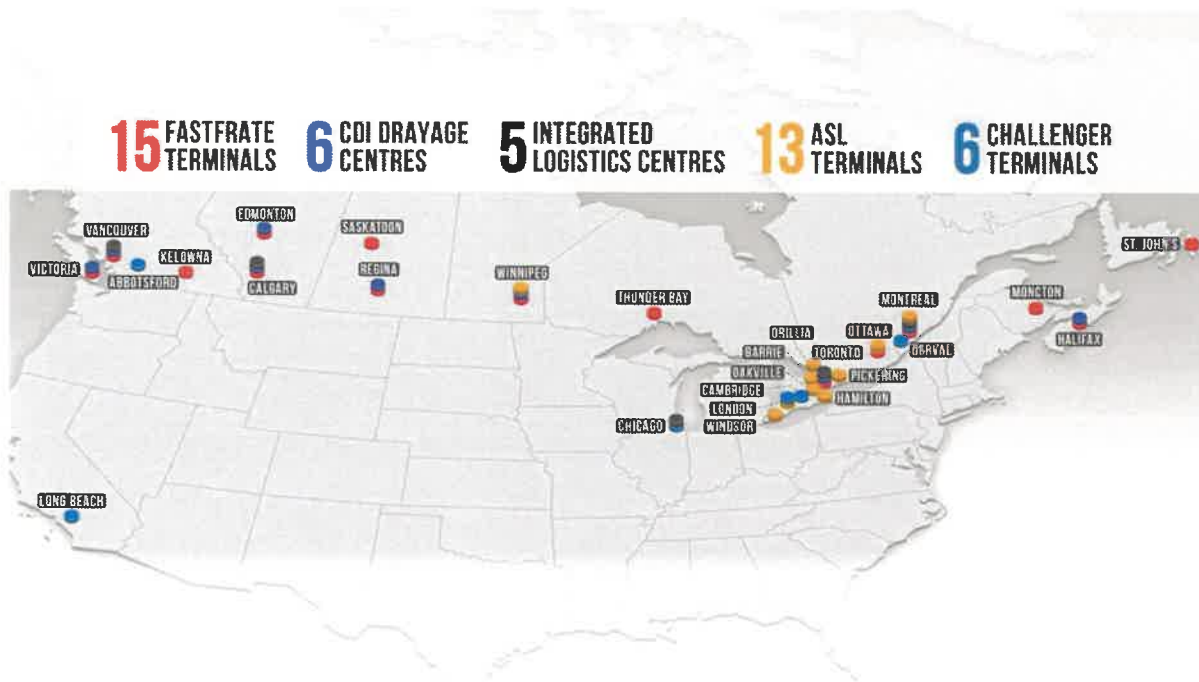 15 FASTFRATE
TERMINALS
6 CDI DRAYAGE
CENTRES
5 INTEGRATED
LOGISTICS CENTRES
13 ASL
TERMINALS
6 CHALLENGER
TERMINALS
EDMONTON
VANCOUVER
SASKATOON
ST. JOHN'S
KELOWNA
VICTORIA
REGINA
WINNIPEG
ABBOTSFORD
CALGARY
MONCTON
THUNDER BAY
MONTREAL
ORILLIA
OTTAWA
HALIFAX
BARRIE
TORONTO
DORVAL
OAKVILLE
PICKERING
CAMBRIDGE
HAMILTON
LONDON
CHICAGO
WINDSOR
LONG BEACH